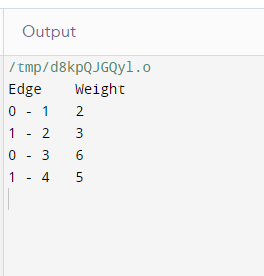 Output
/tmp/d8kpQJGQyl.o
Edge    Weight
0 - 1   2
1 - 2   3
0 - 3   6
1 - 4   5